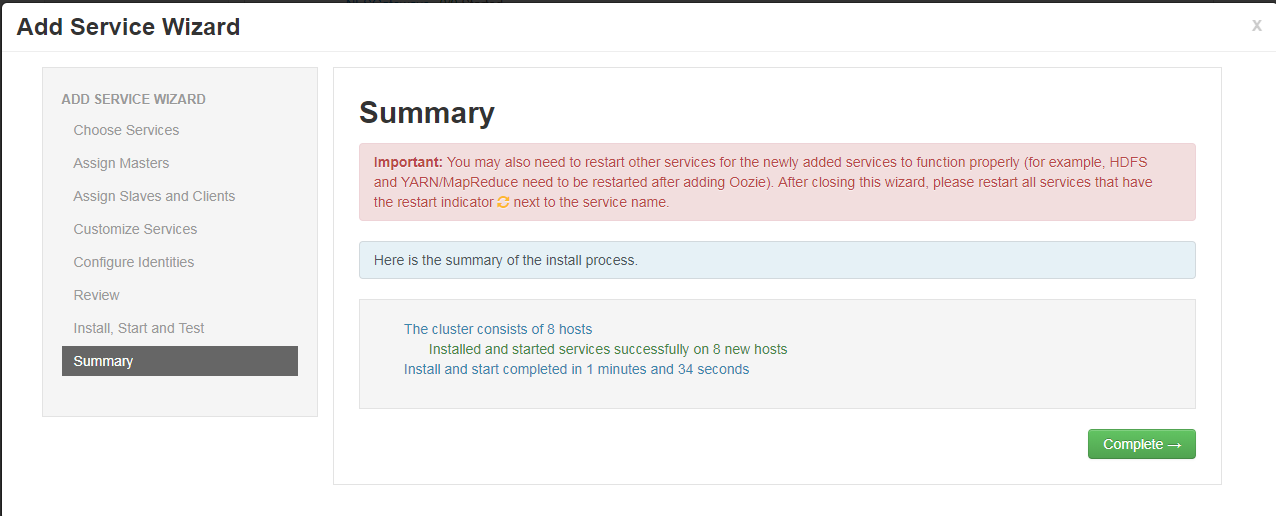 Add Service Wizard
x
ADD SERVICE WIZARD
Choose Services
Assign Masters
Assign Slaves and Clients
Customize Services
Configure Identities
Review
Install, Start and Test
Summary
Summary
Important: You may also need to restart other services for the newly added services to function properly (for example, HDFS
and YARN/MapReduce need to be restarted after adding Oozie). After closing this wizard, please restart all services that have
the restart indicator next to the service name.
Here is the summary of the install process.
The cluster consists of 8 hosts
Installed and started services successfully on 8 new hosts
Install and start completed in 1 minutes and 34 seconds
Complete →